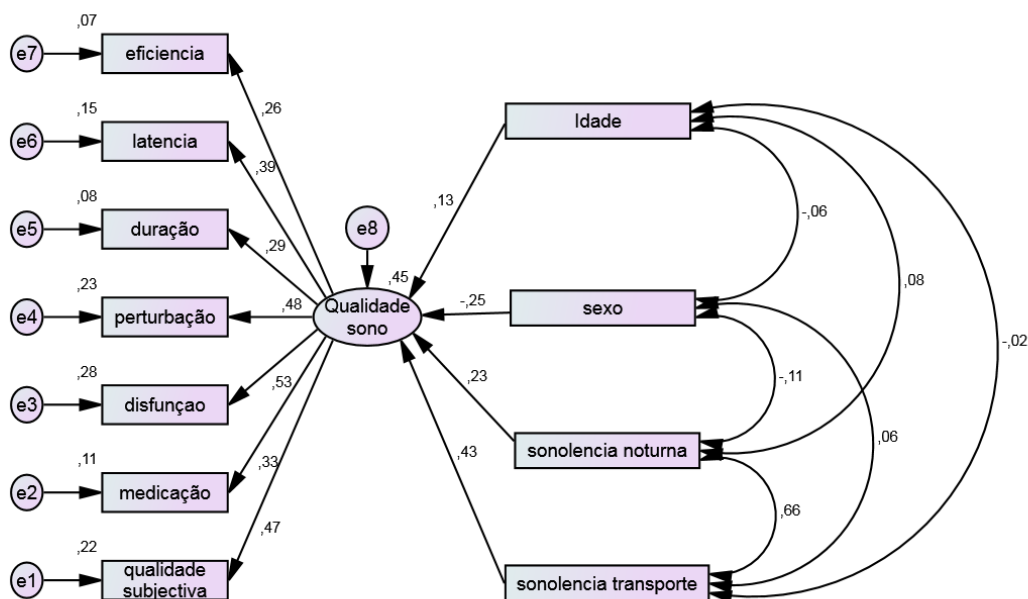 ,07
e7
eficiencia
,26
,15
e6
latencia
,39
,08
e5
duração
,29
,23
e4
perturbação
,48
,28
e3
disfunçao
,53
,11
e2
medicação
,33
,22
e1
qualidade
subjectiva
,47
e8
,45
Qualidade
sono
Idade
,13
-,06
sexo
-,25
,08
-,02
-,11
,23
sonolencia noturna
,06
,43
,66
sonolencia transporte